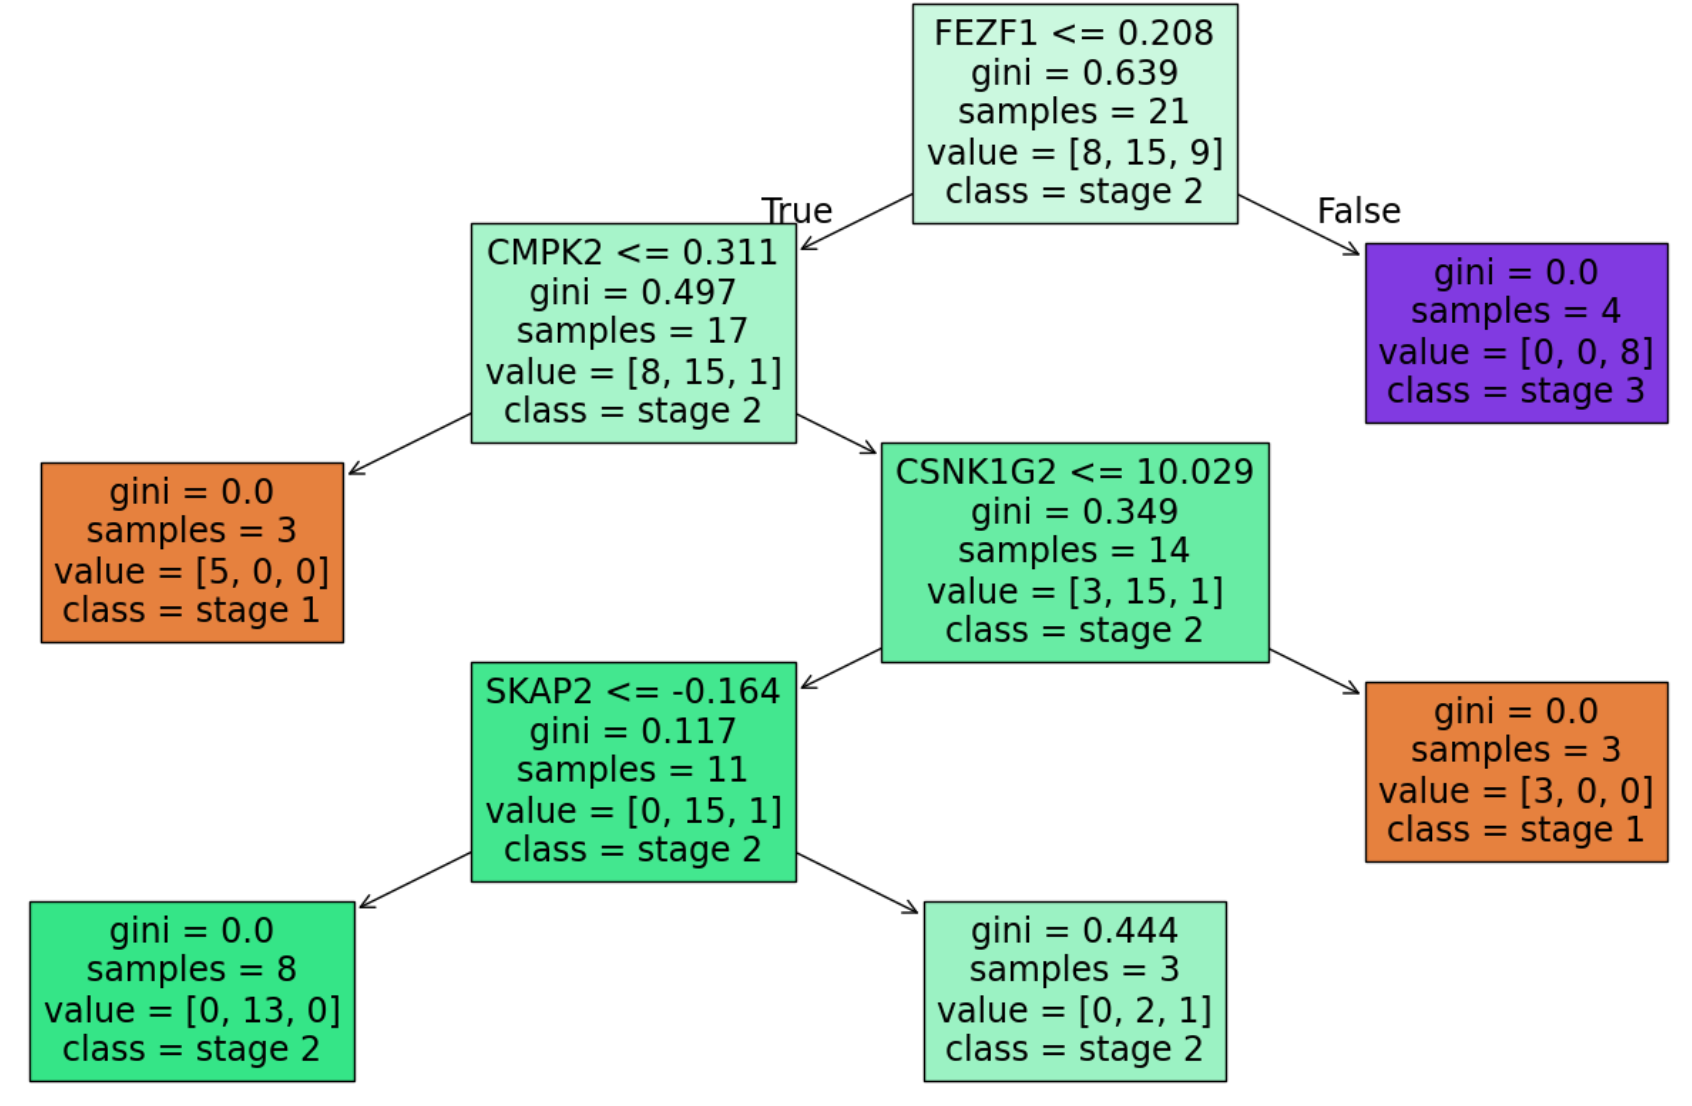 FEZF1 <= 0.208
gini = 0.639
samples = 21
value = [8, 15, 9]
class = stage 2
True
False
CMPK2 <= 0.311
gini = 0.497
samples = 17
value = [8, 15, 1]
class = stage 2
gini = 0.0
samples = 4
value = [0, 0, 8]
class = stage 3
gini = 0.0
samples = 3
value = [5, 0, 0]
class = stage 1
CSNK1G2 <= 10.029
gini = 0.349
samples = 14
value = [3, 15, 1]
class = stage 2
SKAP2 <= -0.164
gini = 0.117
samples = 11
value = [0, 15, 1]
class = stage 2
gini = 0.0
samples = 3
value = [3, 0, 0]
class = stage 1
gini = 0.0
samples = 8
value = [0, 13, 0]
class = stage 2
gini = 0.444
samples = 3
value = [0, 2, 1]
class = stage 2